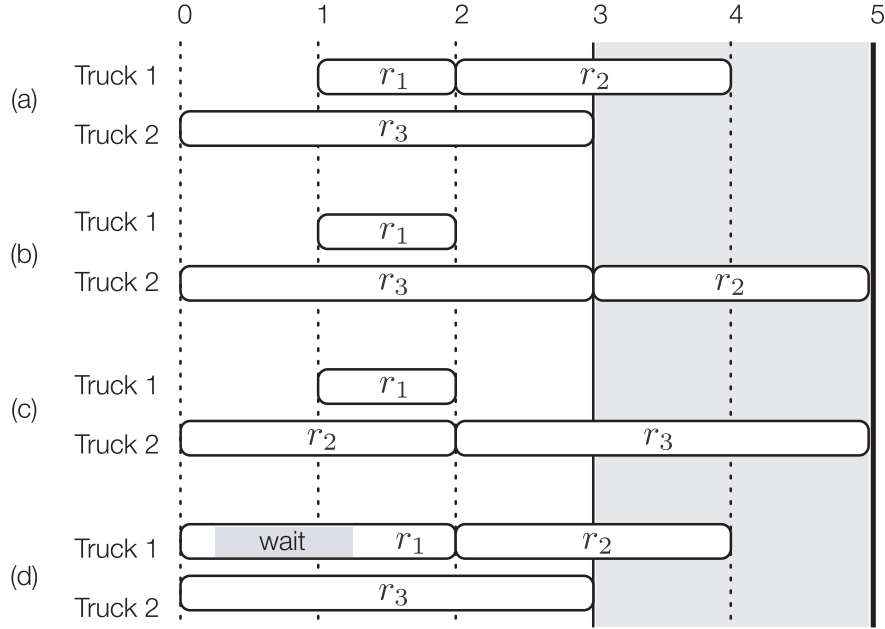 0 1 2 3 4 5
Truck 1 r₁ r₂
(a)
Truck 2 r₃
Truck 1 r₁
(b)
Truck 2 r₃ r₂
Truck 1 r₁
(c)
Truck 2 r₂ r₃
Truck 1 wait r₁ r₂
(d)
Truck 2 r₃